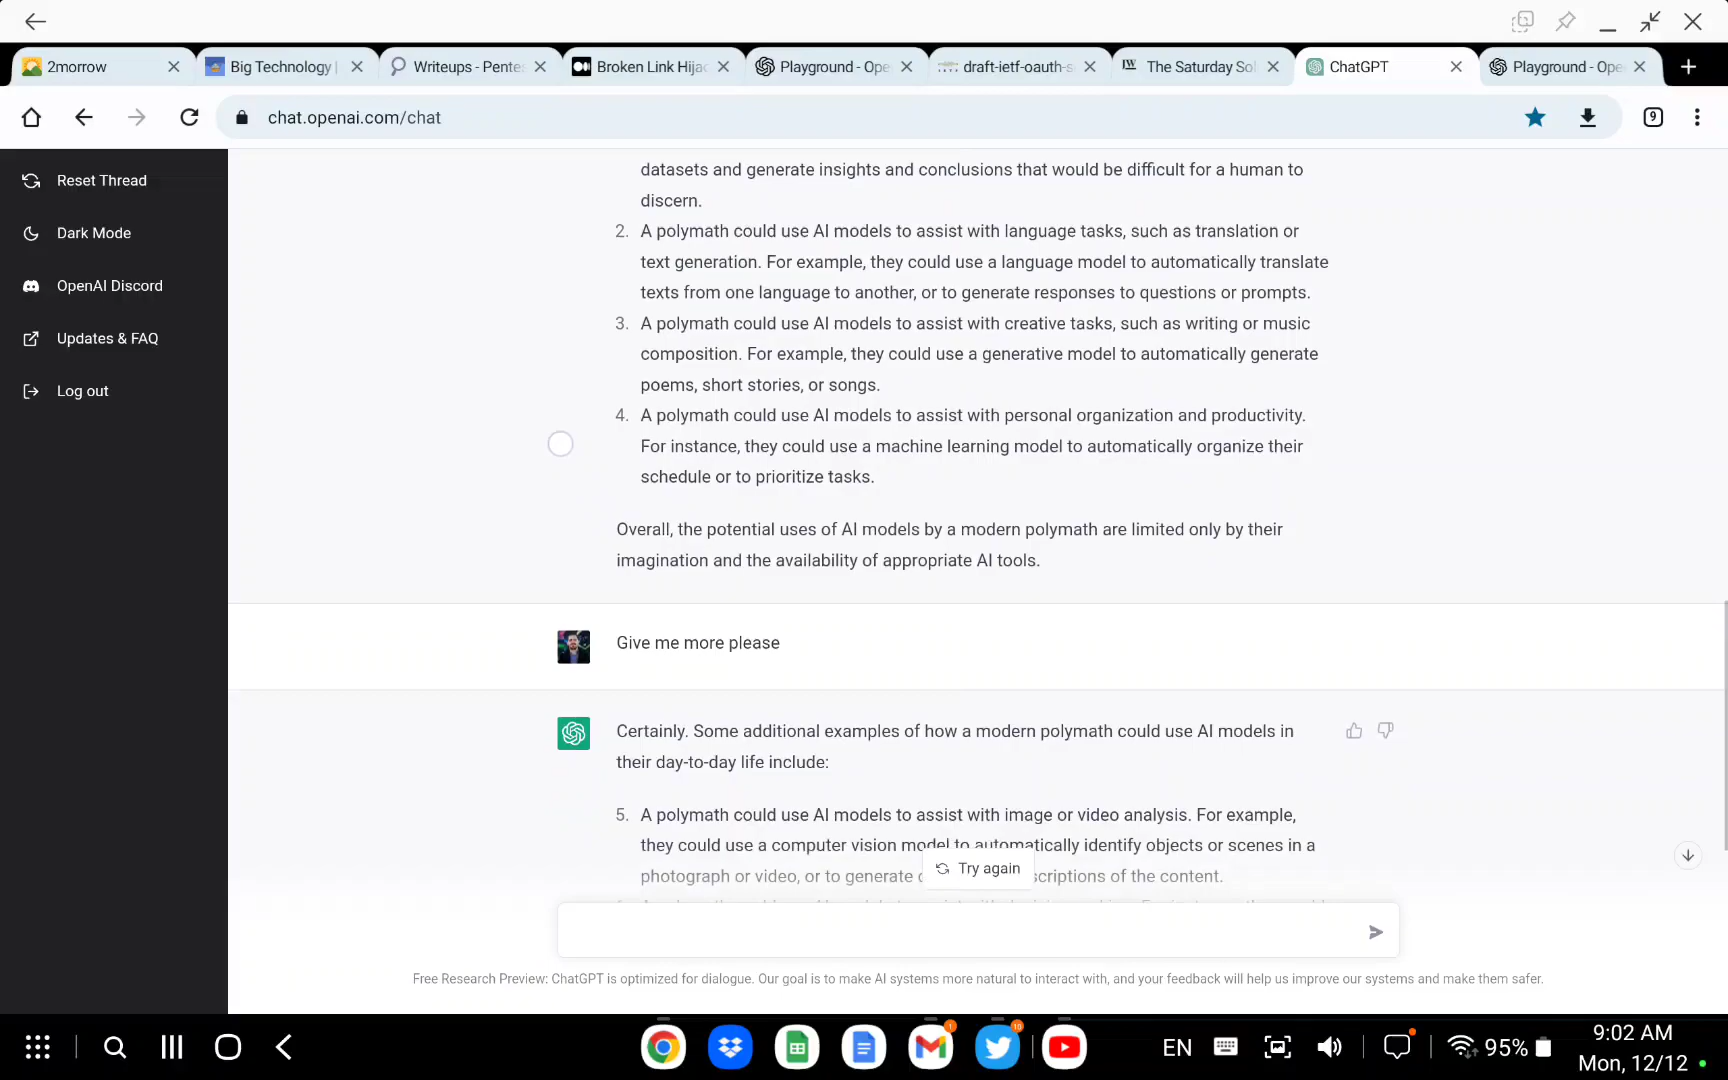 2morrow
Big Technology |
Writeups - Pentes
Broken Link Hijac
Playground - Ope
draft-ietf-oauth-s
The Saturday Sol
ChatGPT
Playground - Ope
chat.openai.com/chat
9
Reset Thread
Dark Mode
OpenAI Discord
Updates & FAQ
Log out
datasets and generate insights and conclusions that would be difficult for a human to
discern.
2. A polymath could use AI models to assist with language tasks, such as translation or
text generation. For example, they could use a language model to automatically translate
texts from one language to another, or to generate responses to questions or prompts.
3. A polymath could use AI models to assist with creative tasks, such as writing or music
composition. For example, they could use a generative model to automatically generate
poems, short stories, or songs.
4. A polymath could use AI models to assist with personal organization and productivity.
For instance, they could use a machine learning model to automatically organize their
schedule or to prioritize tasks.
Overall, the potential uses of AI models by a modern polymath are limited only by their
imagination and the availability of appropriate AI tools.
Give me more please
Certainly. Some additional examples of how a modern polymath could use AI models in
their day-to-day life include:
5. A polymath could use AI models to assist with image or video analysis. For example,
they could use a computer vision model to automatically identify objects or scenes in a
photograph or video, or to generate scriptions of the content.
Try again
Free Research Preview: ChatGPT is optimized for dialogue. Our goal is to make AI systems more natural to interact with, and your feedback will help us improve our systems and make them safer.
1
10
EN
95%
9:02 AM
Mon, 12/12